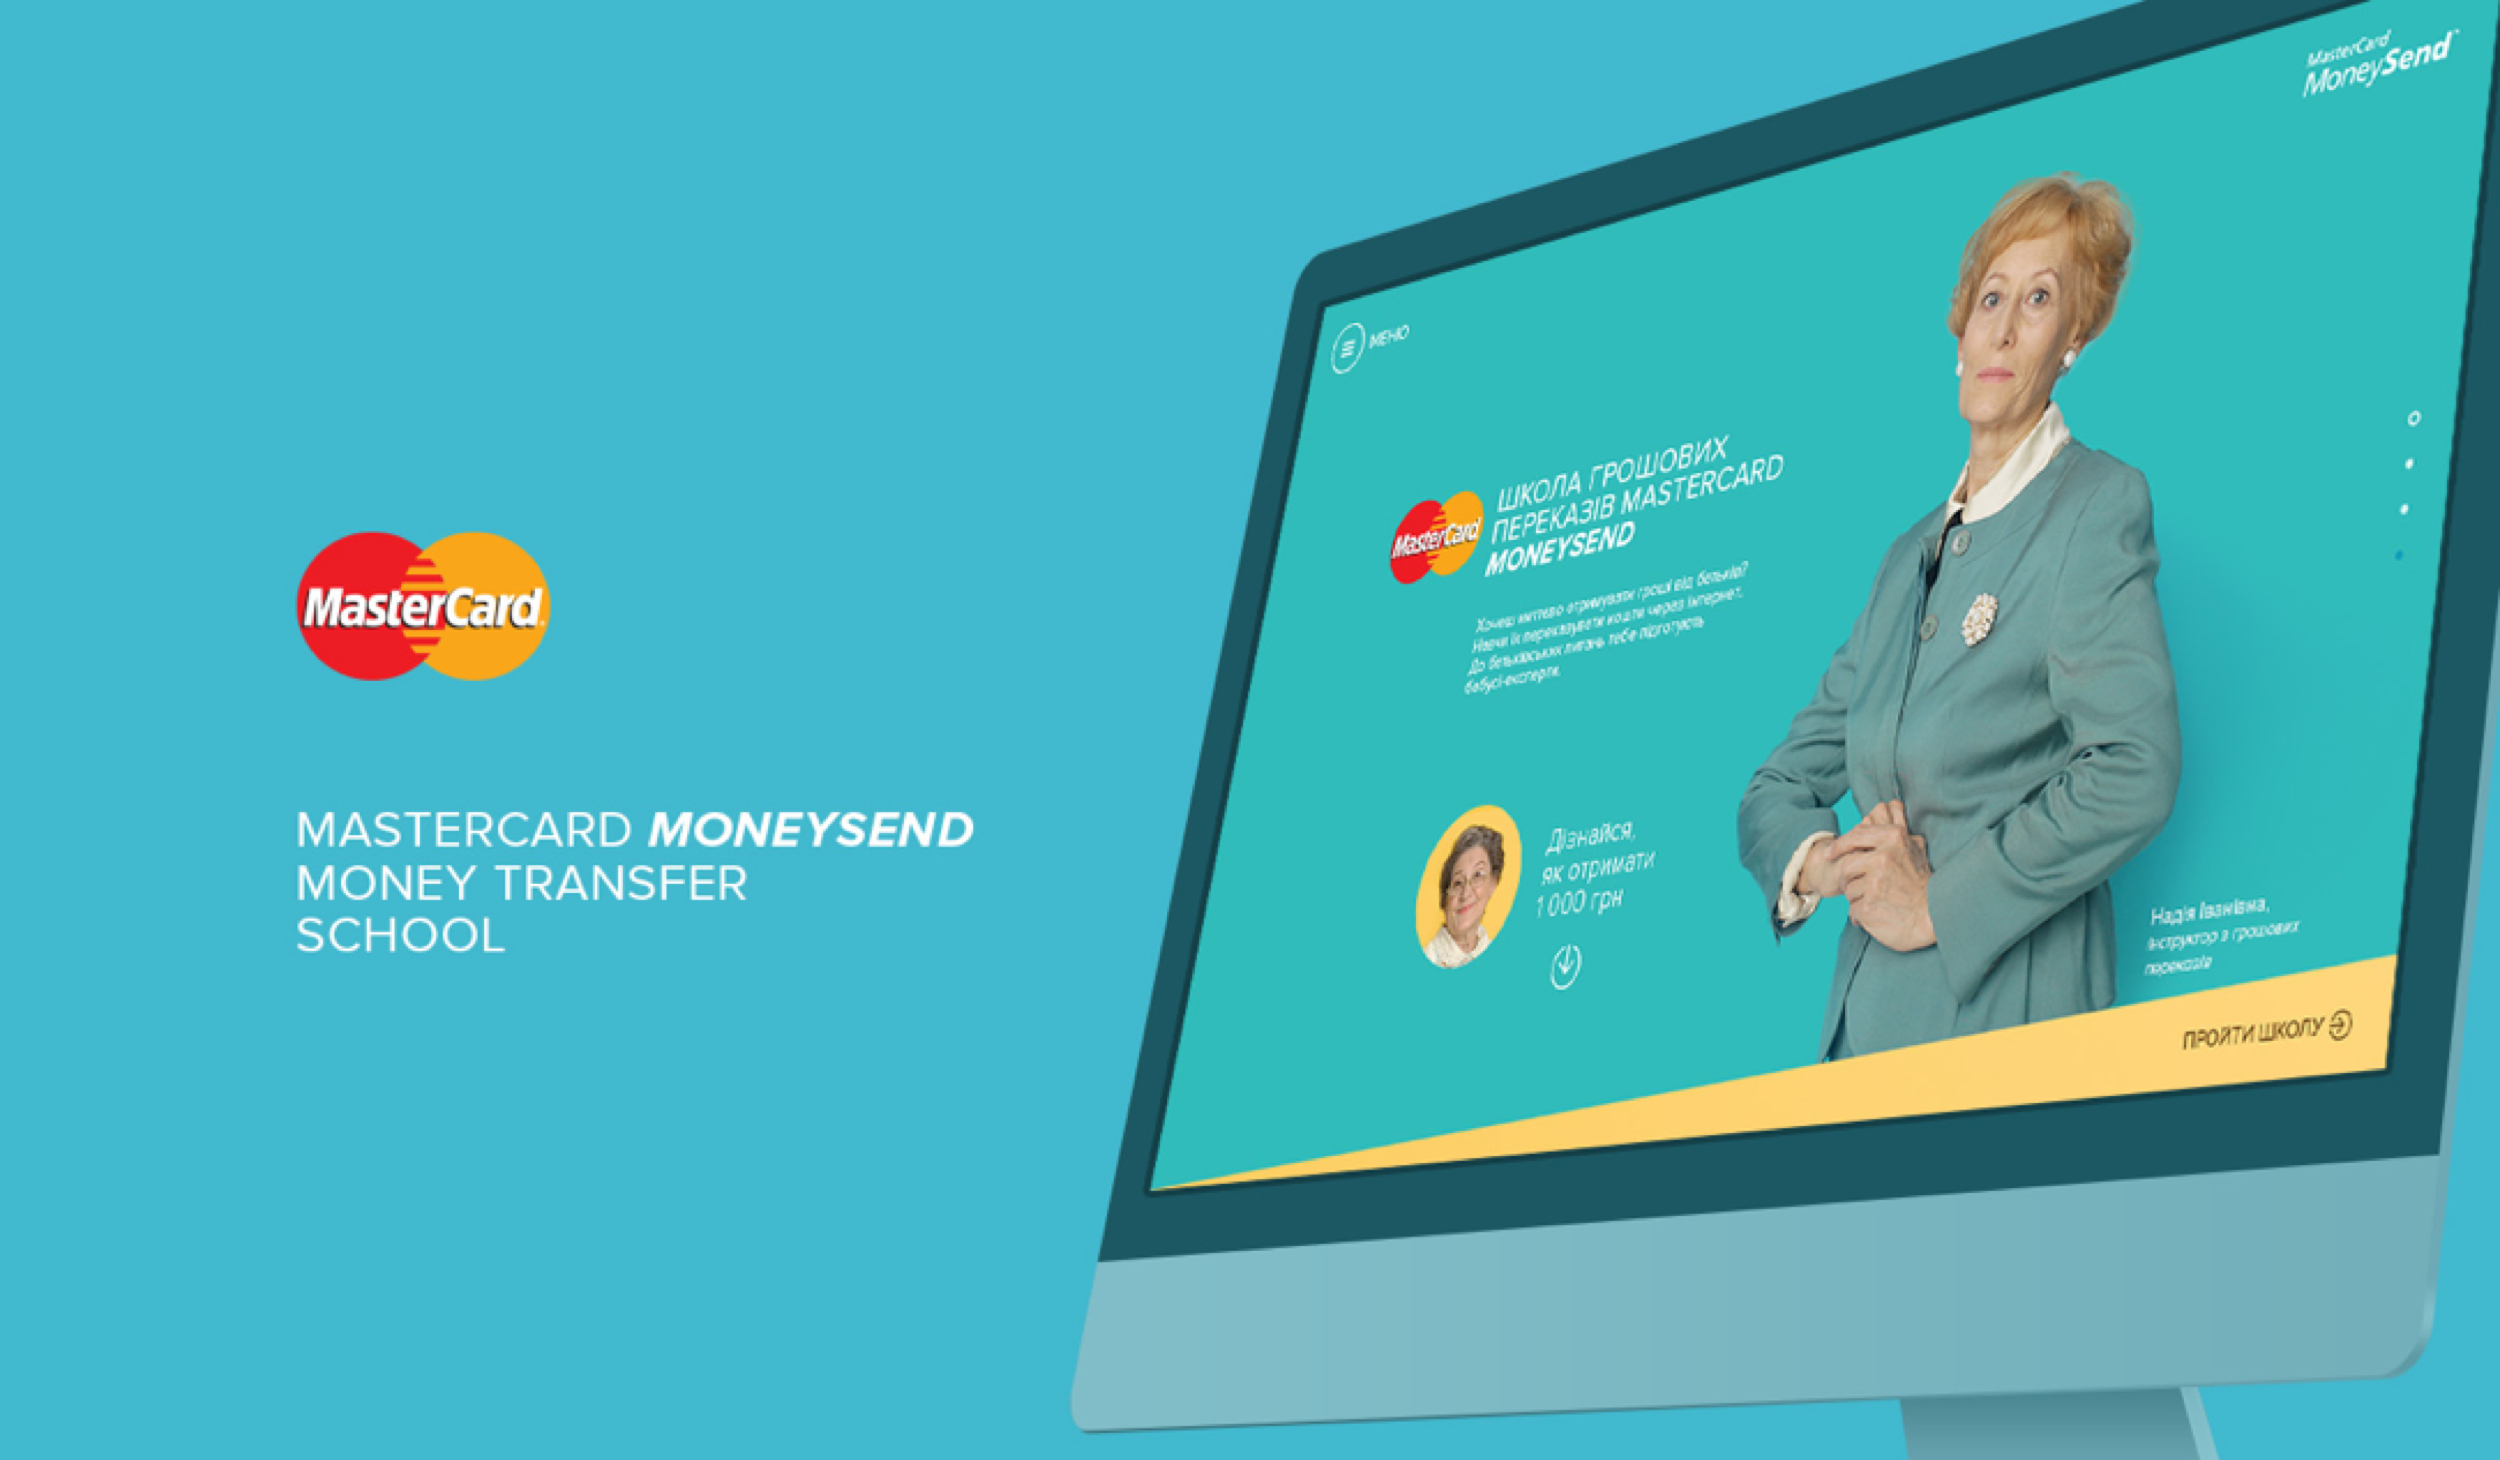 MasterCard
MASTERCARD MONEYSEND
MONEY TRANSFER
SCHOOL
MasterCard
MoneySend
МЕНЮ
MasterCard
ШКОЛА ГРОШОВИХ
ПЕРЕКАЗІВ MASTERCARD
MONEYSEND
Хочеш миттєво отримувати гроші від батьків?
Навчи їх переказувати кошти через Інтернет.
До батьківських питань тебе підготують
бабусі-експерти.
Дізнайся,
як отримати
1 000 грн
Надія Іванівна,
Інструктор з грошових
переказів
ПРОЙТИ ШКОЛУ